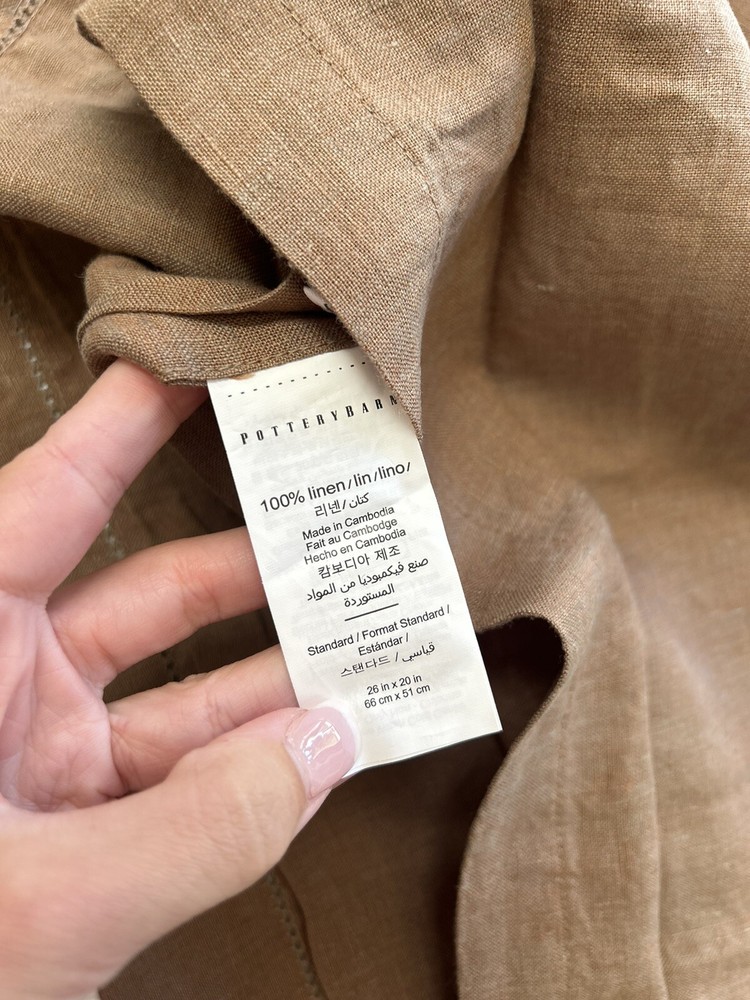 POTTERYBARN
100% linen/lin/lino/
리넨/كتان
Made in Cambodia
Fait au Cambodge
Hecho en Cambodia
캄보디아 제조
صنع فيكمبوديا من المواد
المستوردة
Standard / Format Standard /
Estándar /
스탠다드 / قياسي
26 in x 20 in
66 cm x 51 cm